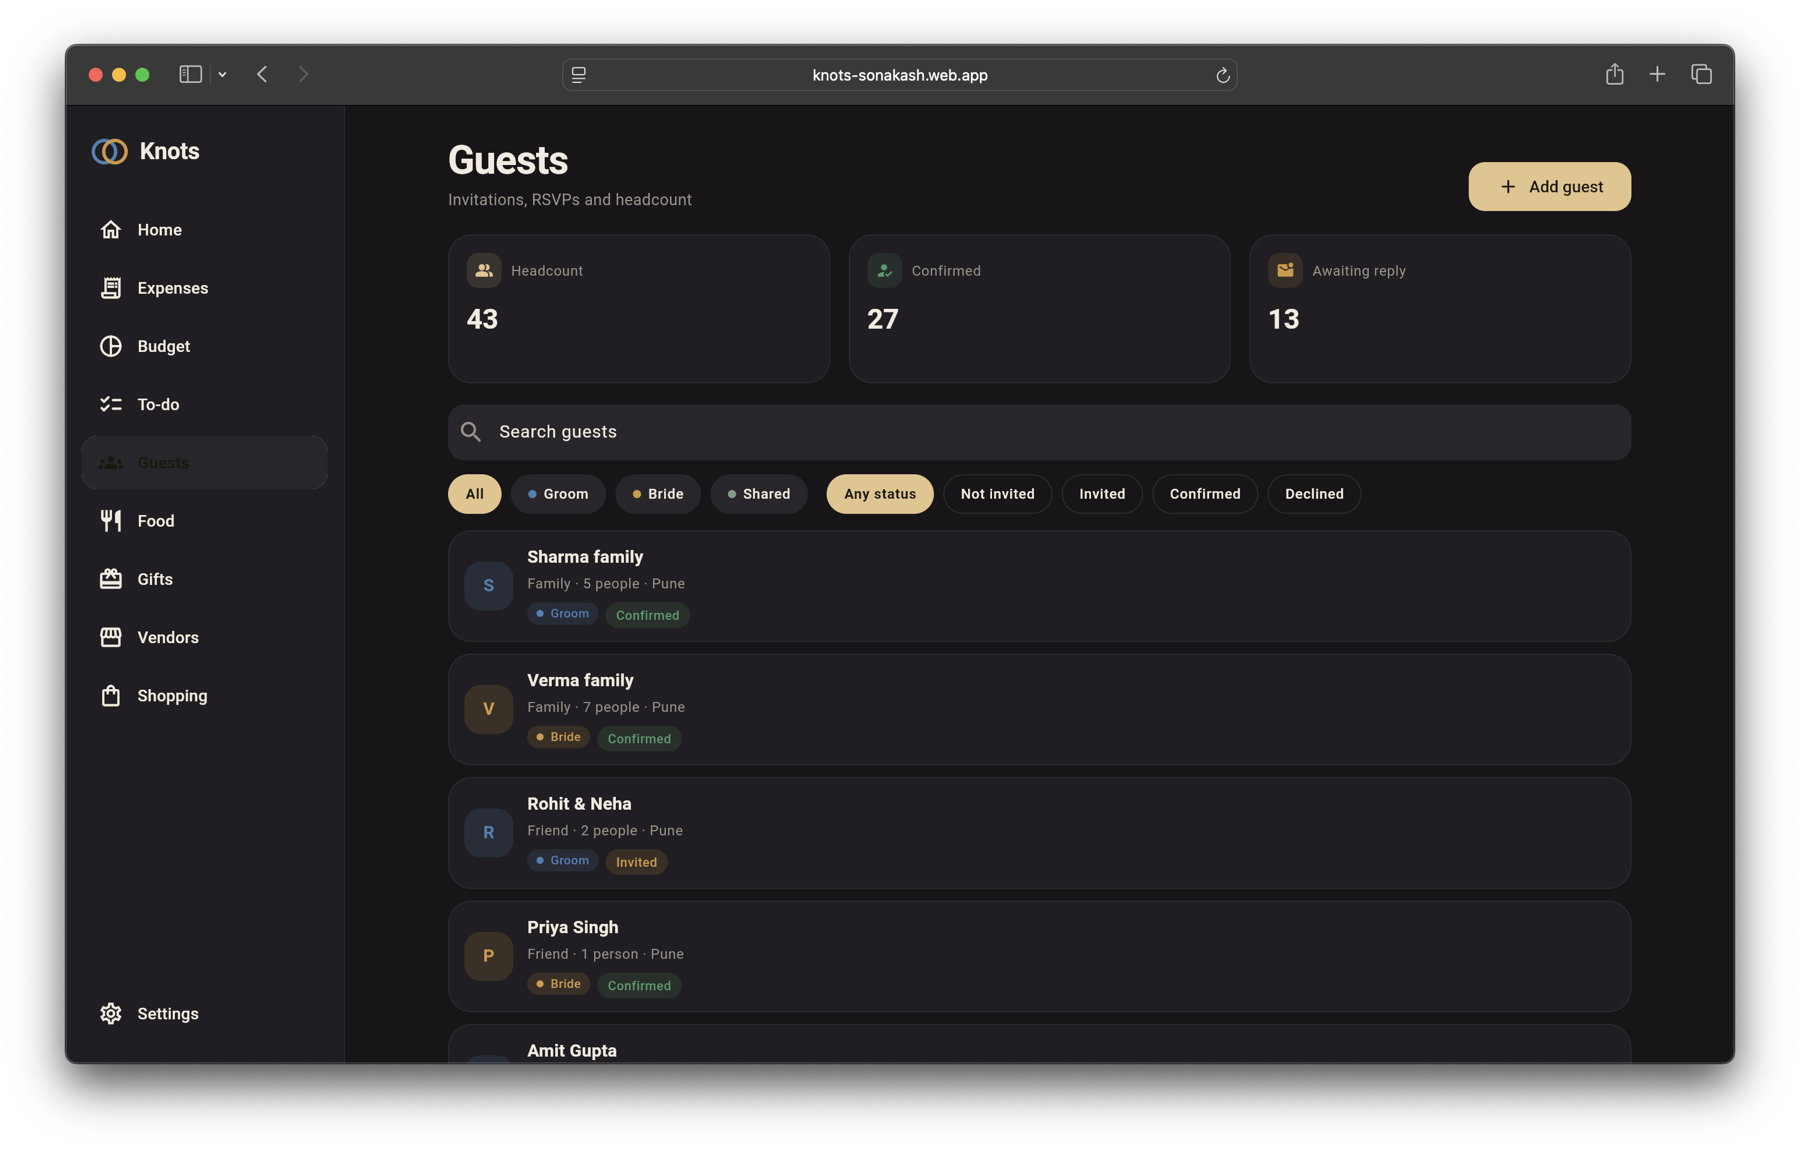 knots-sonakash.web.app
Knots
Home
Expenses
Budget
To-do
Guests
Food
Gifts
Vendors
Shopping
Settings
Guests
Invitations, RSVPs and headcount
+ Add guest
Headcount
43
Confirmed
27
Awaiting reply
13
Search guests
All Groom Bride Shared Any status Not invited Invited Confirmed Declined
S
Sharma family
Family · 5 people · Pune
Groom Confirmed
V
Verma family
Family · 7 people · Pune
Bride Confirmed
R
Rohit & Neha
Friend · 2 people · Pune
Groom Invited
P
Priya Singh
Friend · 1 person · Pune
Bride Confirmed
Amit Gupta